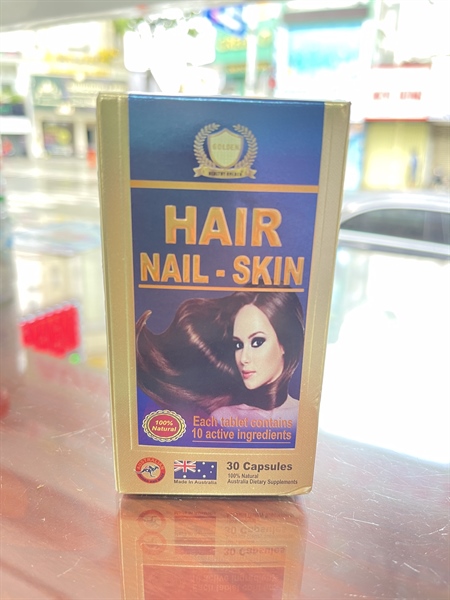 GOLDEN
HAIR
NAIL - SKIN
Each tablet contains
10 active ingredients
100%
Natural
AUSTRALIAN
Made In Australia
30 Capsules
100% Natural
Australia Dietary Supplements